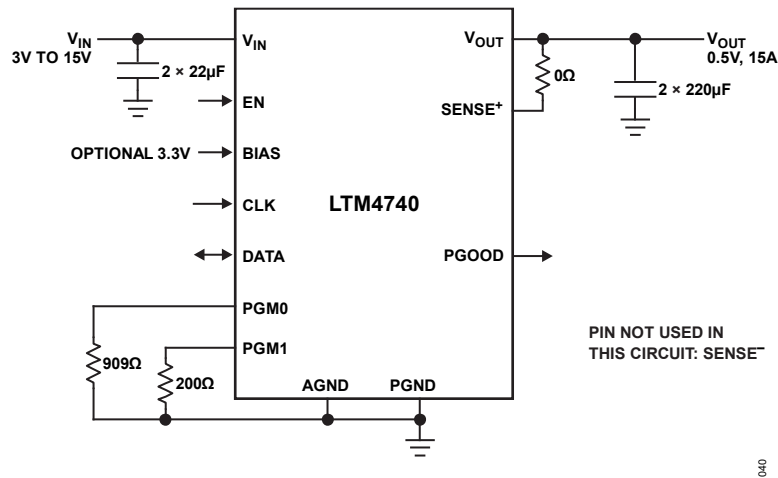 VIN
3V TO 15V
2 × 22µF
VIN
VOUT
VOUT
0.5V, 15A
0Ω
2 × 220µF
EN
SENSE+
OPTIONAL 3.3V
BIAS
CLK
LTM4740
DATA
PGOOD
PGM0
PGM1
909Ω
200Ω
AGND
PGND
PIN NOT USED IN
THIS CIRCUIT: SENSE−
040